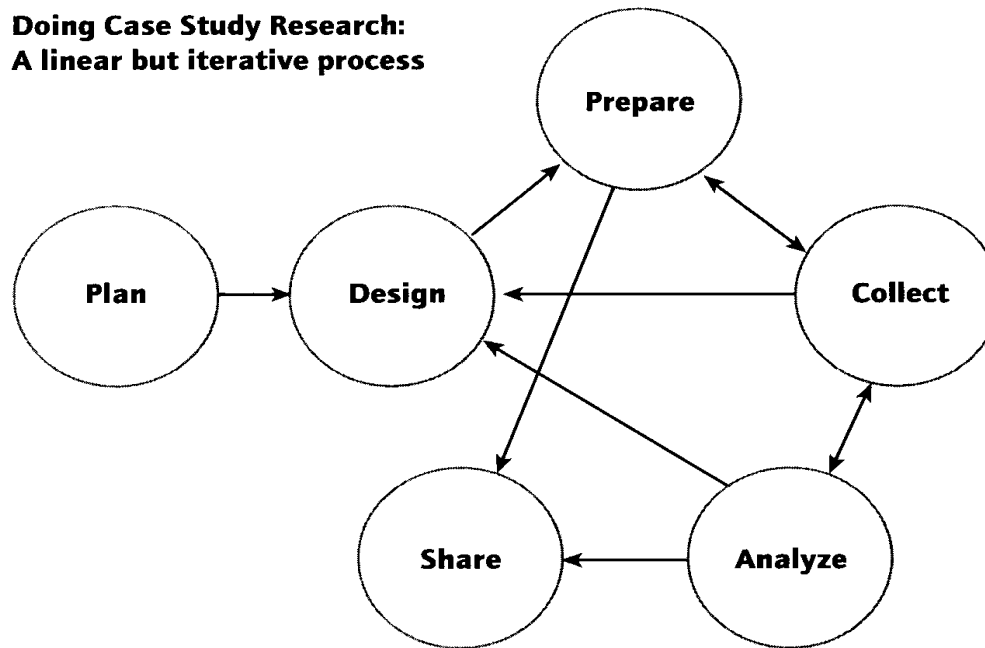 Doing Case Study Research:
A linear but iterative process
Prepare
Plan
Design
Collect
Share
Analyze